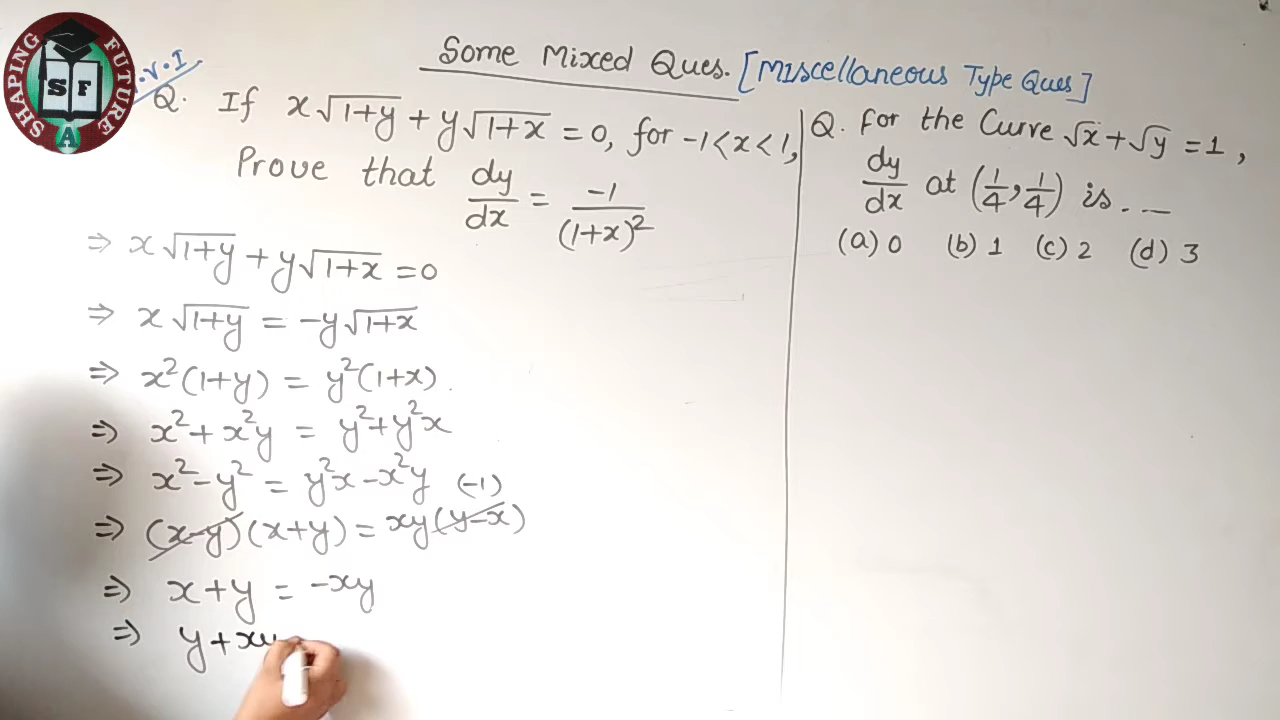 SHAPING FUTURE
S F
A
Some Mixed Ques. [Miscellaneous Type Ques]
.V.I
Q. If x√(1+y) + y√(1+x) = 0, for -1<x<1,
Prove that dy/dx = -1/(1+x)²
⇒ x√(1+y) + y√(1+x) = 0
⇒ x√(1+y) = -y√(1+x)
⇒ x²(1+y) = y²(1+x).
⇒ x² + x²y = y² + y²x
⇒ x² - y² = y²x - x²y (-1)
⇒ (x-y)(x+y) = xy(y-x)
⇒ x+y = -xy
⇒ y+xy
Q. For the Curve √x + √y = 1,
dy/dx at (1/4, 1/4) is . __
(a) 0 (b) 1 (c) 2 (d) 3